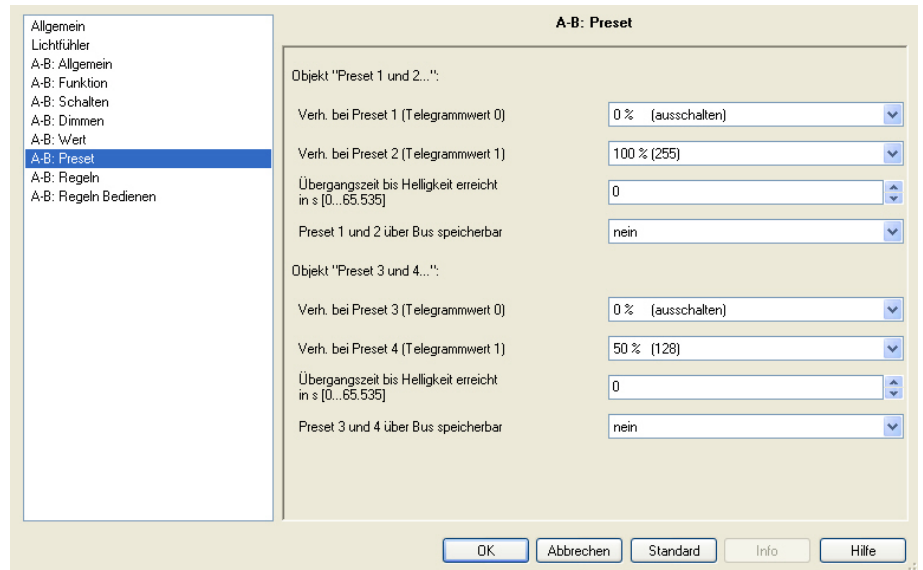 Allgemein
Lichtfühler
A-B: Allgemein
A-B: Funktion
A-B: Schalten
A-B: Dimmen
A-B: Wert
A-B: Preset
A-B: Regeln
A-B: Regeln Bedienen
A-B: Preset
Objekt "Preset 1 und 2...":
Verh. bei Preset 1 (Telegrammwert 0) 0 % (ausschalten)
Verh. bei Preset 2 (Telegrammwert 1) 100 % (255)
Übergangszeit bis Helligkeit erreicht
in s [0...65.535] 0
Preset 1 und 2 über Bus speicherbar nein
Objekt "Preset 3 und 4...":
Verh. bei Preset 3 (Telegrammwert 0) 0 % (ausschalten)
Verh. bei Preset 4 (Telegrammwert 1) 50 % (128)
Übergangszeit bis Helligkeit erreicht
in s [0...65.535] 0
Preset 3 und 4 über Bus speicherbar nein
OK Abbrechen Standard Info Hilfe